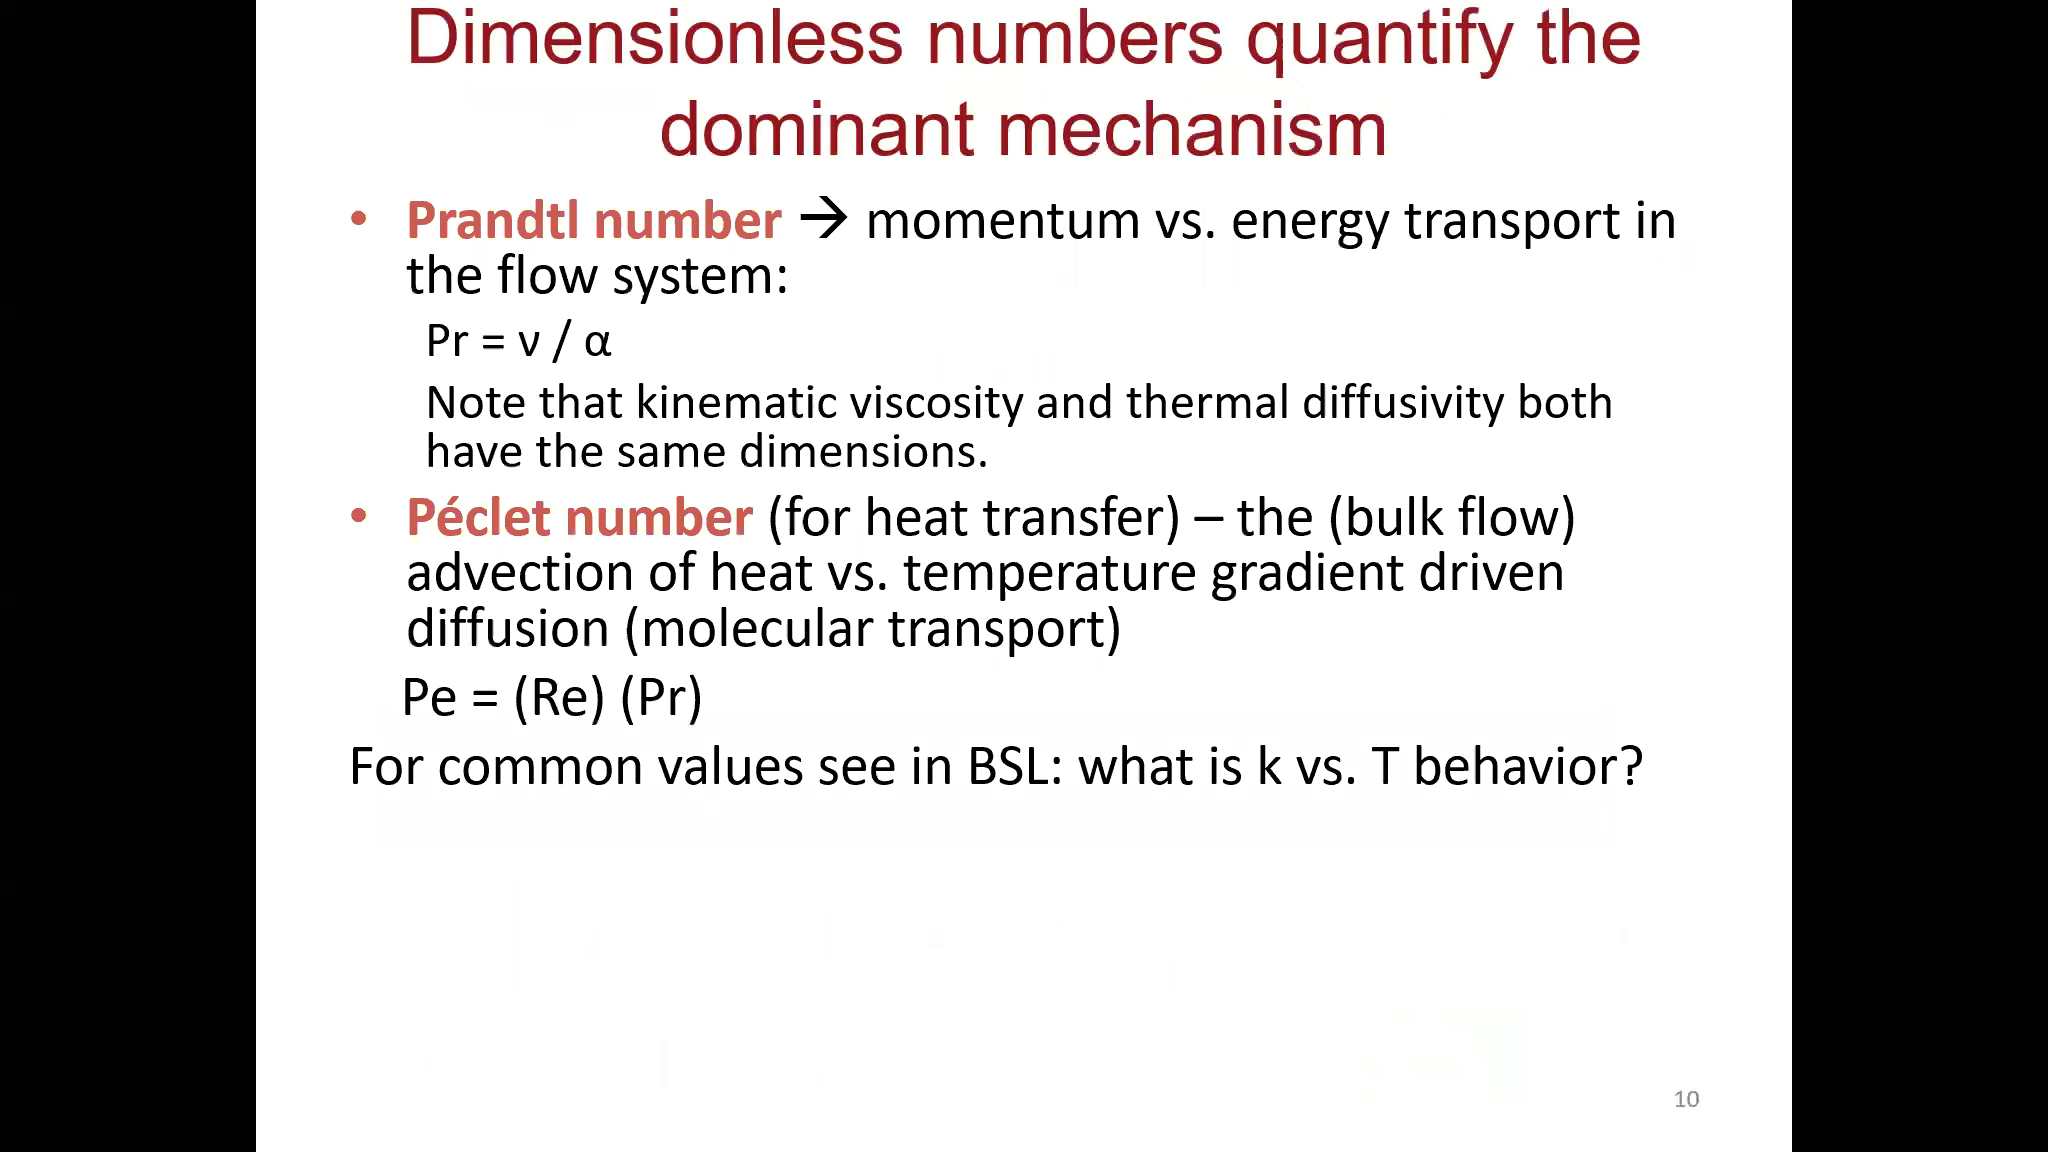 Dimensionless numbers quantify the
dominant mechanism
• Prandtl number → momentum vs. energy transport in
the flow system:
Pr = ν / α
Note that kinematic viscosity and thermal diffusivity both
have the same dimensions.
• Péclet number (for heat transfer) – the (bulk flow)
advection of heat vs. temperature gradient driven
diffusion (molecular transport)
Pe = (Re) (Pr)
For common values see in BSL: what is k vs. T behavior?
10